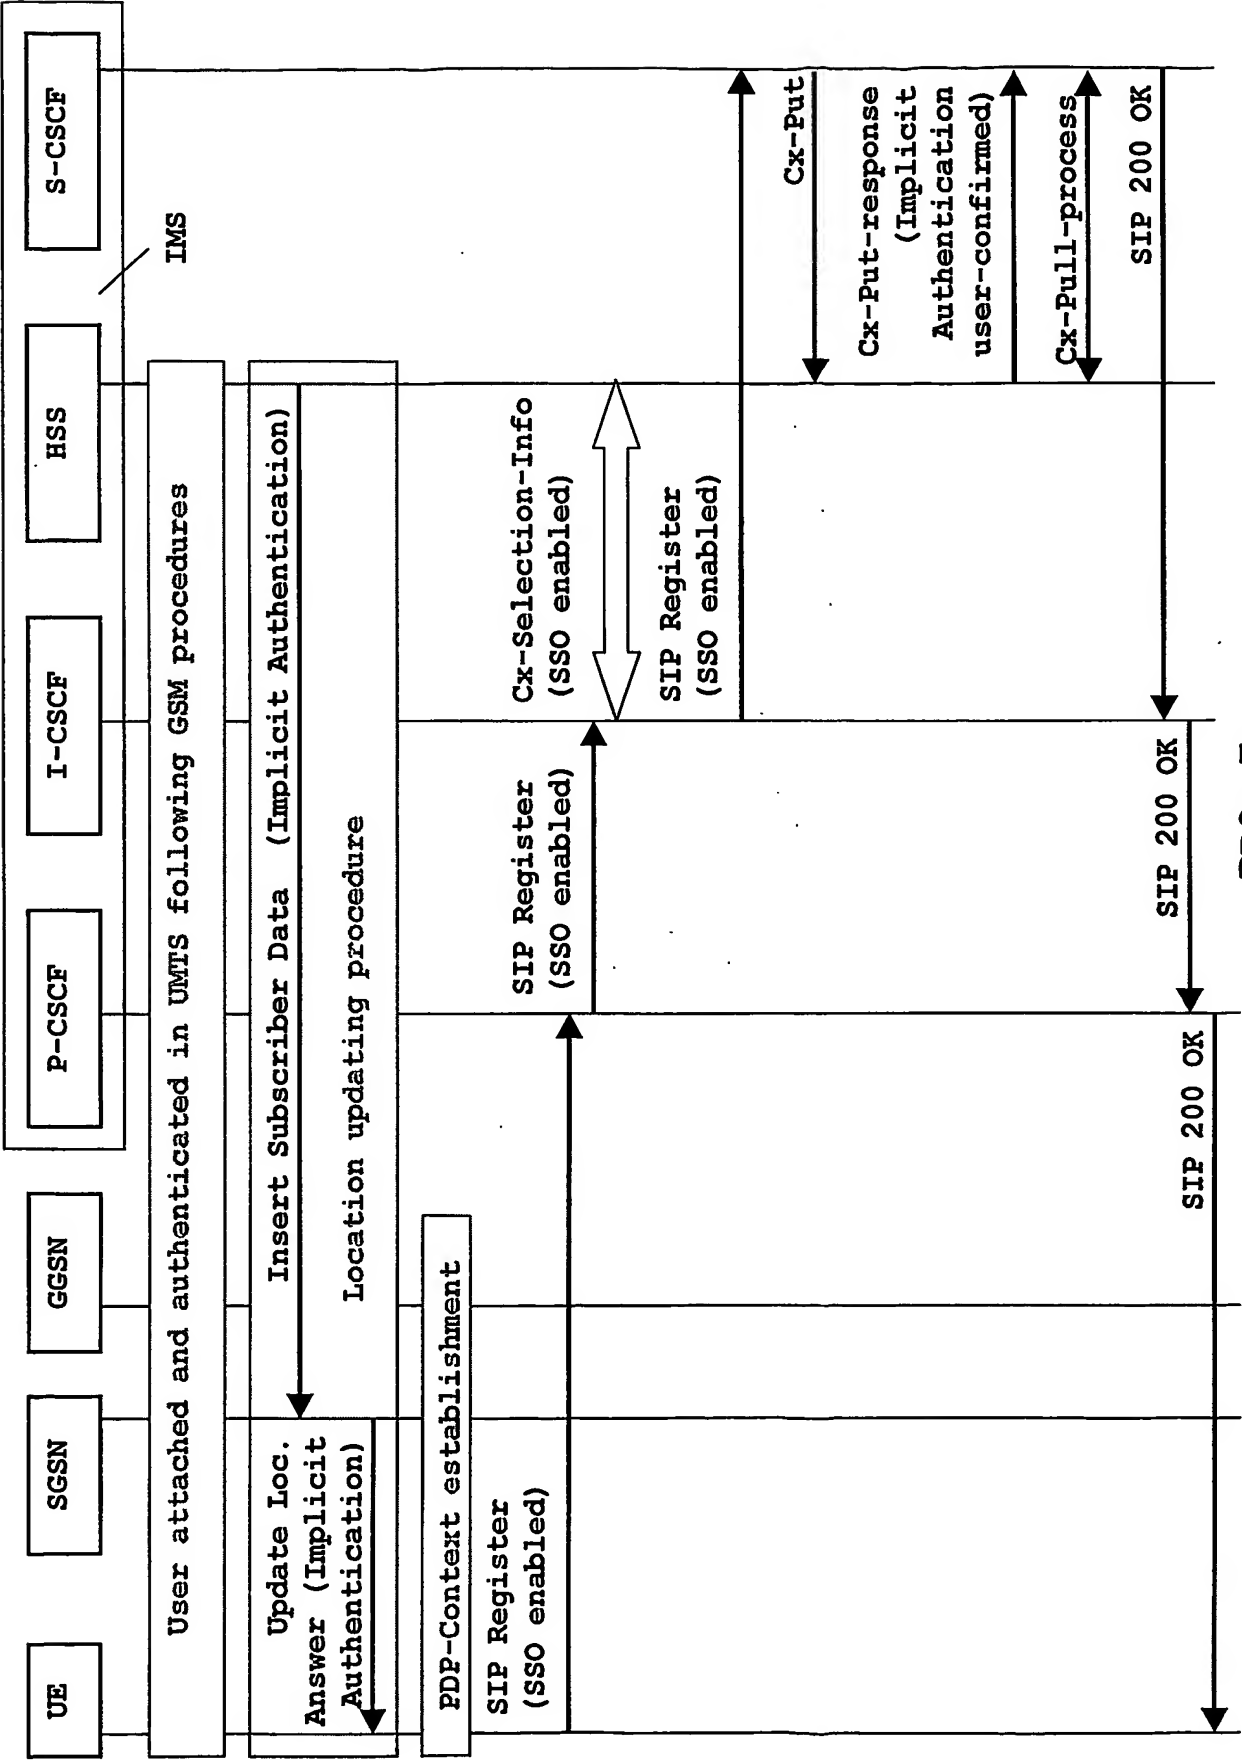 UE
SGSN
GGSN
P-CSCF
I-CSCF
HSS
S-CSCF
IMS
User attached and authenticated in UMTS following GSM procedures
Insert Subscriber Data (Implicit Authentication)
Update Loc.
Answer (Implicit
Authentication)
Location updating procedure
PDP-Context establishment
SIP Register
(SSO enabled)
SIP Register
(SSO enabled)
Cx-Selection-Info
(SSO enabled)
SIP Register
(SSO enabled)
Cx-Put
Cx-Put-response
(Implicit
Authentication
user-confirmed)
Cx-Pull-process
SIP 200 OK
SIP 200 OK
SIP 200 OK